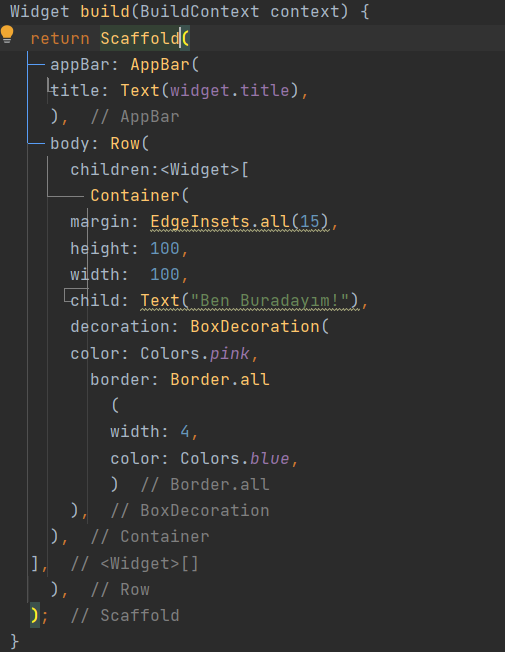 Widget build(BuildContext context) {
return Scaffold(
appBar: AppBar(
title: Text(widget.title),
), // AppBar
body: Row(
children:<Widget>[
Container(
margin: EdgeInsets.all(15),
height: 100,
width: 100,
child: Text("Ben Buradayım!"),
decoration: BoxDecoration(
color: Colors.pink,
border: Border.all
(
width: 4,
color: Colors.blue,
) // Border.all
), // BoxDecoration
), // Container
], // <Widget>[]
), // Row
); // Scaffold
}